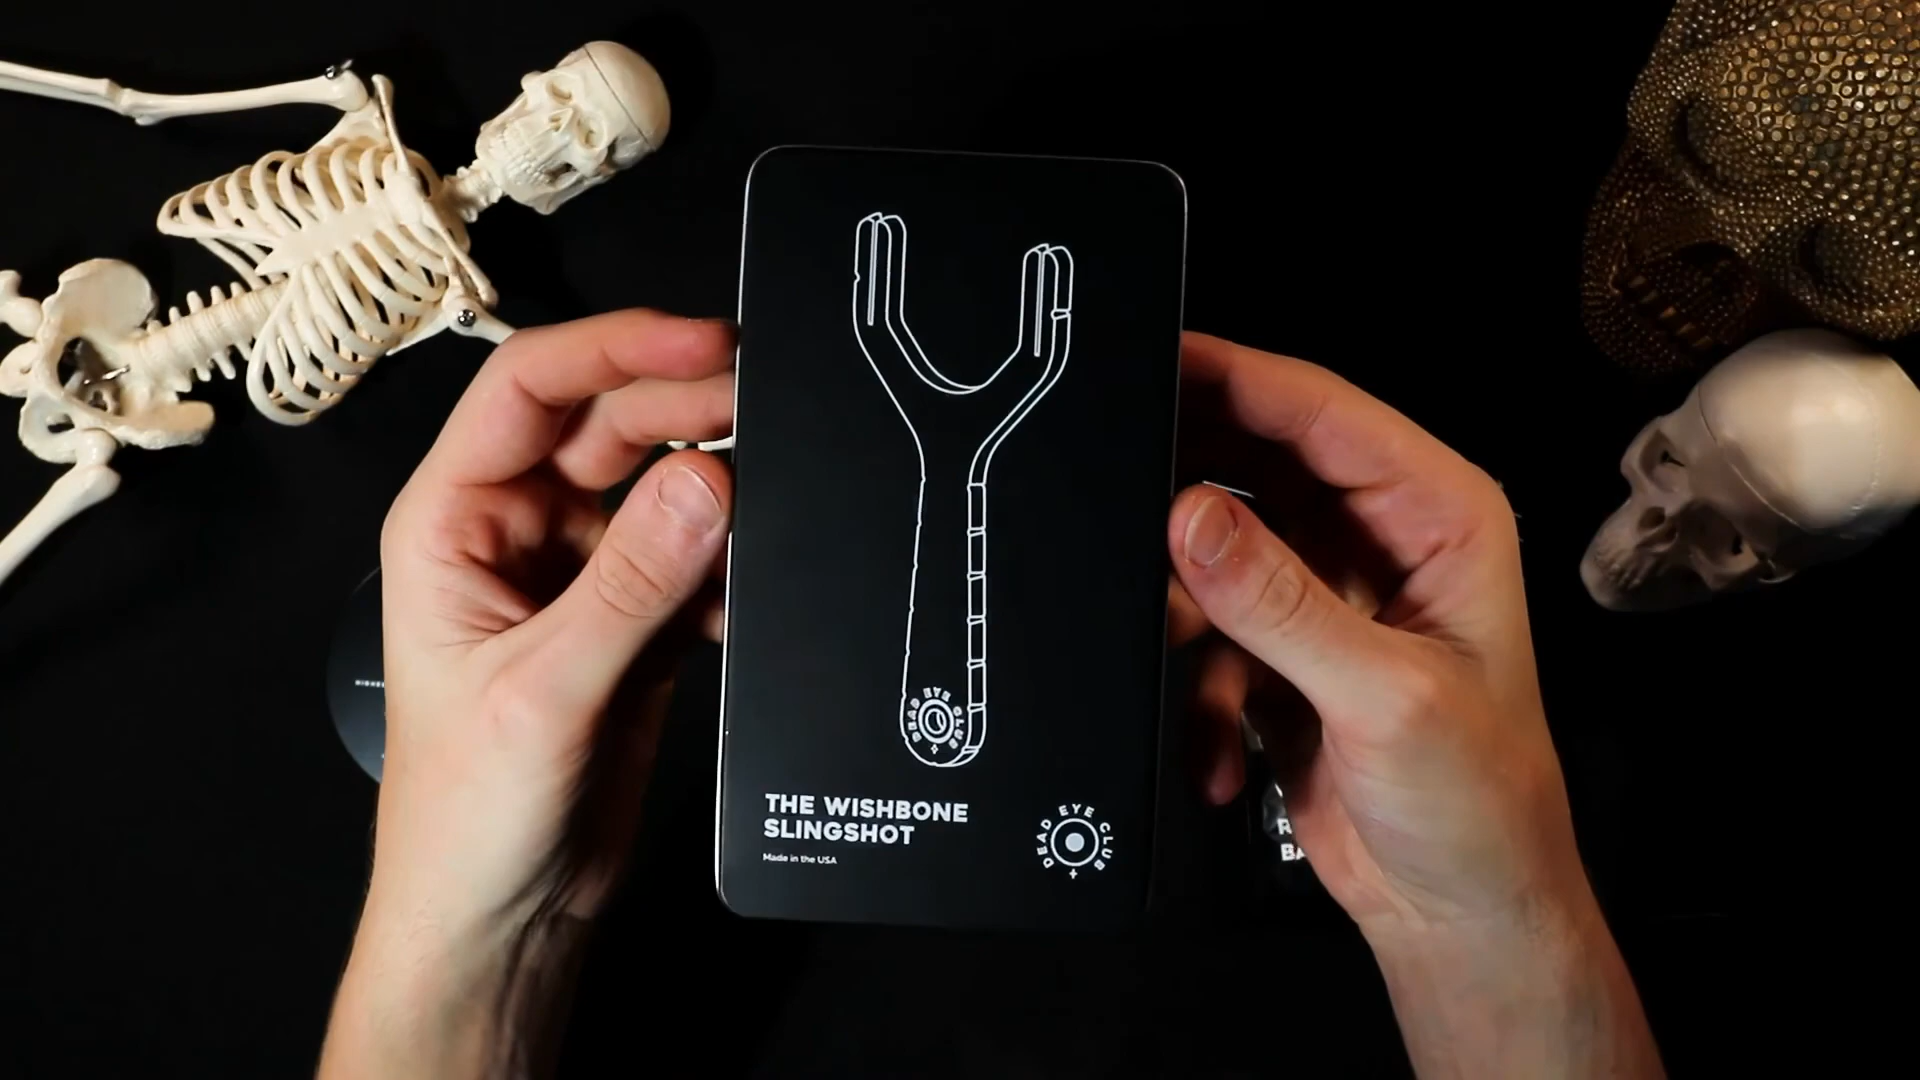 DEAD EYE CLUB
THE WISHBONE
SLINGSHOT
Made in the USA
DEAD EYE CLUB